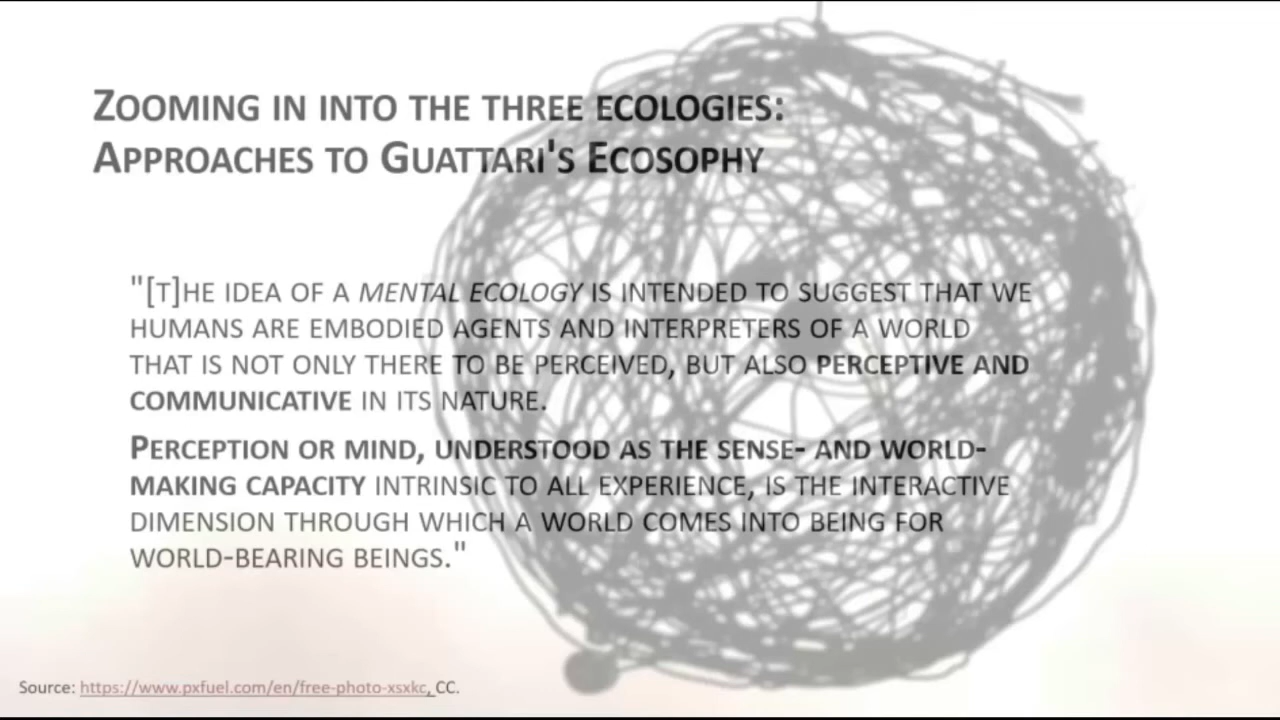 ZOOMING IN INTO THE THREE ECOLOGIES:
APPROACHES TO GUATTARI'S ECOSOPHY
"[T]HE IDEA OF A MENTAL ECOLOGY IS INTENDED TO SUGGEST THAT WE
HUMANS ARE EMBODIED AGENTS AND INTERPRETERS OF A WORLD
THAT IS NOT ONLY THERE TO BE PERCEIVED, BUT ALSO PERCEPTIVE AND
COMMUNICATIVE IN ITS NATURE.
PERCEPTION OR MIND, UNDERSTOOD AS THE SENSE- AND WORLD-
MAKING CAPACITY INTRINSIC TO ALL EXPERIENCE, IS THE INTERACTIVE
DIMENSION THROUGH WHICH A WORLD COMES INTO BEING FOR
WORLD-BEARING BEINGS."
Source: https://www.pxfuel.com/en/free-photo-xsxkc, CC.